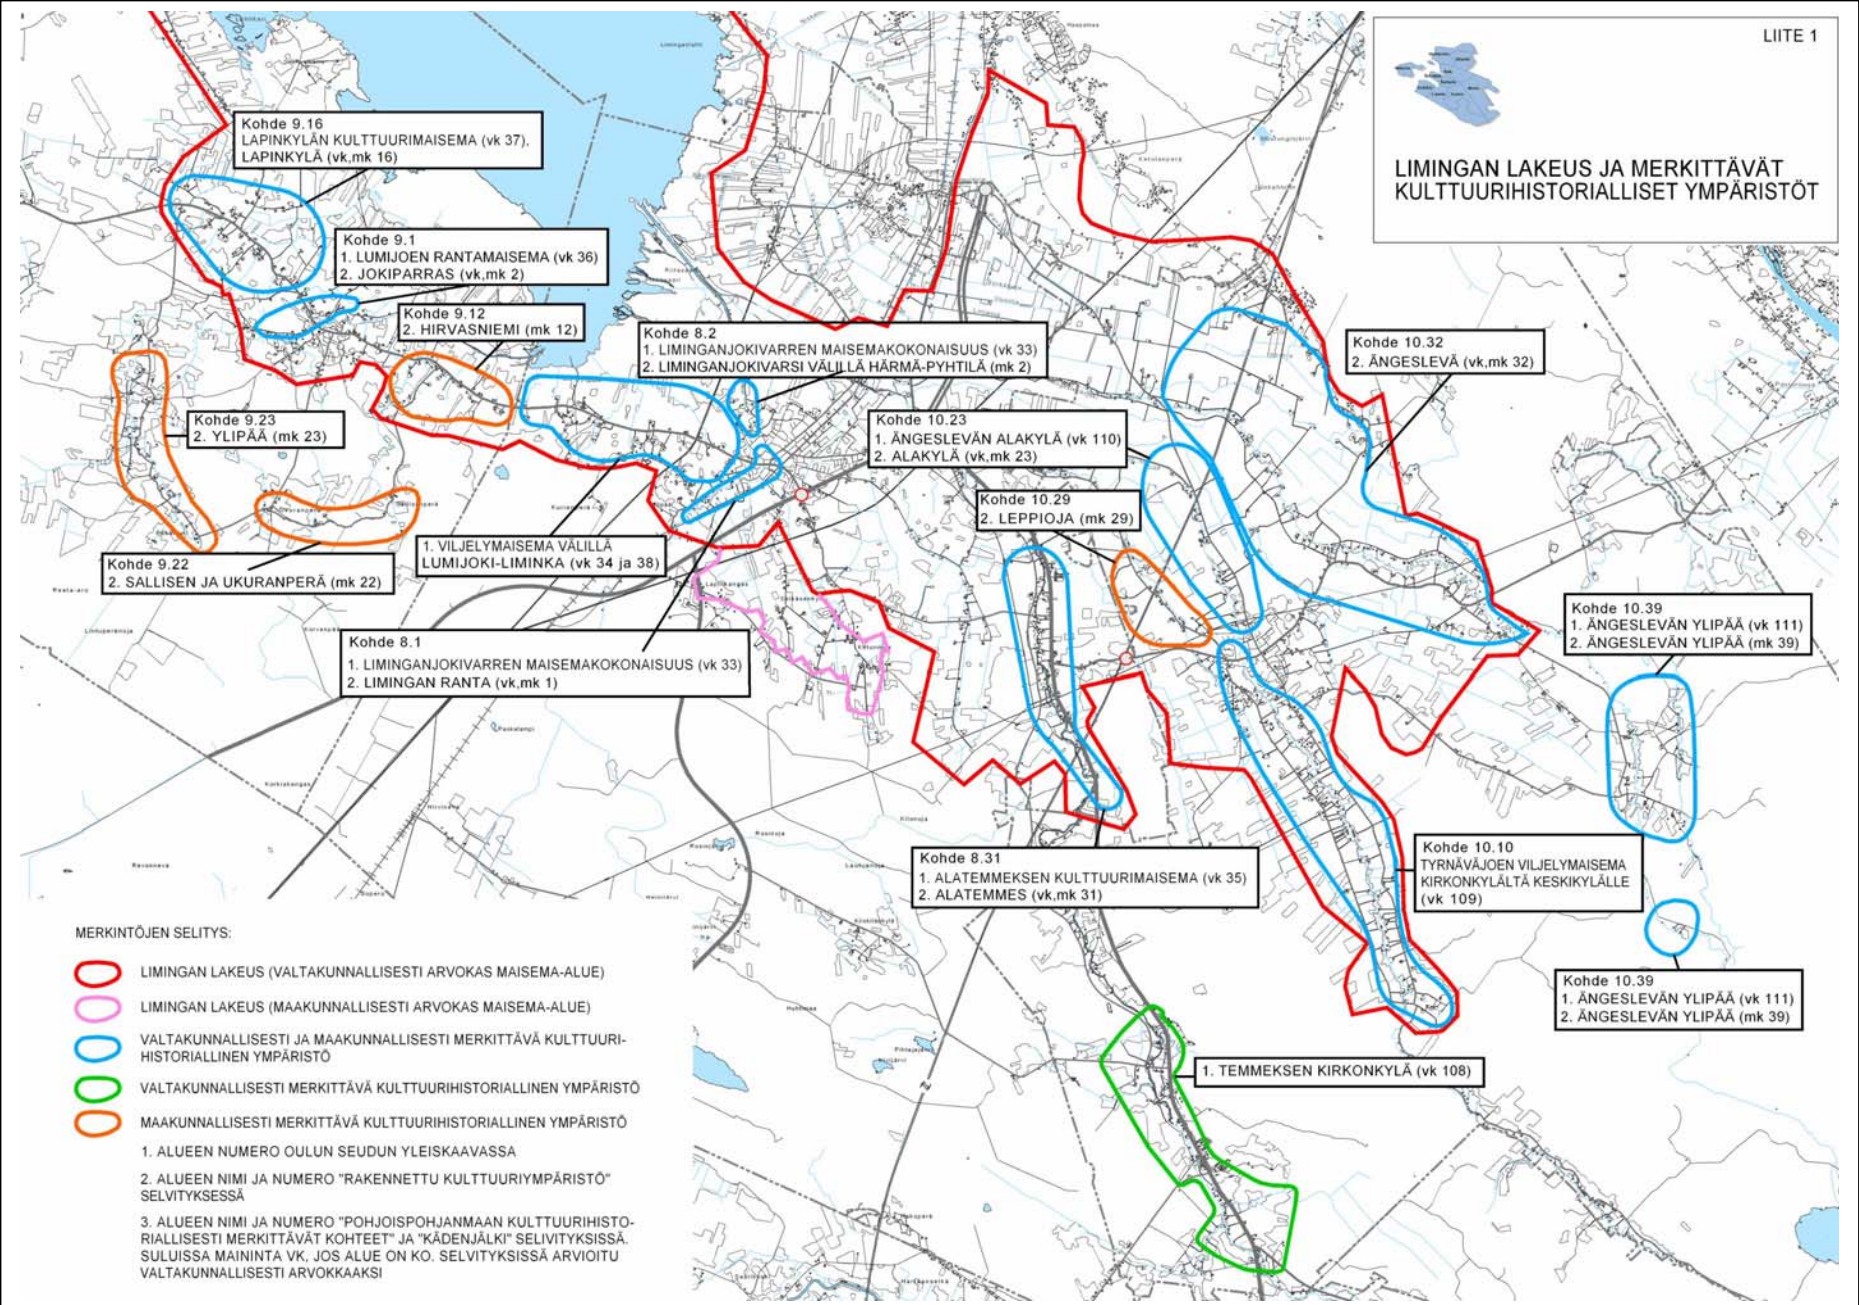 LIITE 1
LIMINGAN LAKEUS JA MERKITTÄVÄT
KULTTUURIHISTORIALLISET YMPÄRISTÖT
Kohde 9.16
LAPINKYLÄN KULTTUURIMAISEMA (vk 37),
LAPINKYLÄ (vk,mk 16)
Kohde 9.1
1. LUMIJOEN RANTAMAISEMA (vk 36)
2. JOKIPARRAS (vk,mk 2)
Kohde 9.12
2. HIRVASNIEMI (mk 12)
Kohde 8.2
1. LIMINGANJOKIVARREN MAISEMAKOKONAISUUS (vk 33)
2. LIMINGANJOKIVARSI VÄLILLÄ HÄRMÄ-PYHTILÄ (mk 2)
Kohde 10.32
2. ÄNGESLEVÄ (vk,mk 32)
Kohde 9.23
2. YLIPÄÄ (mk 23)
Kohde 10.23
1. ÄNGESLEVÄN ALAKYLÄ (vk 110)
2. ALAKYLÄ (vk,mk 23)
Kohde 10.29
2. LEPPIOJA (mk 29)
Kohde 9.22
2. SALLISEN JA UKURANPERÄ (mk 22)
1. VILJELYMAISEMA VÄLILLÄ
LUMIJOKI-LIMINKA (vk 34 ja 38)
Kohde 10.39
1. ÄNGESLEVÄN YLIPÄÄ (vk 111)
2. ÄNGESLEVÄN YLIPÄÄ (mk 39)
Kohde 8.1
1. LIMINGANJOKIVARREN MAISEMAKOKONAISUUS (vk 33)
2. LIMINGAN RANTA (vk,mk 1)
Kohde 8.31
1. ALATEMMEKSEN KULTTUURIMAISEMA (vk 35)
2. ALATEMMES (vk,mk 31)
Kohde 10.10
TYRNÄVÄJOEN VILJELYMAISEMA
KIRKONKYLÄLTÄ KESKIKYLÄLLE
(vk 109)
Kohde 10.39
1. ÄNGESLEVÄN YLIPÄÄ (vk 111)
2. ÄNGESLEVÄN YLIPÄÄ (mk 39)
1. TEMMEKSEN KIRKONKYLÄ (vk 108)
MERKINTÖJEN SELITYS:
LIMINGAN LAKEUS (VALTAKUNNALLISESTI ARVOKAS MAISEMA-ALUE)
LIMINGAN LAKEUS (MAAKUNNALLISESTI ARVOKAS MAISEMA-ALUE)
VALTAKUNNALLISESTI JA MAAKUNNALLISESTI MERKITTÄVÄ KULTTUURI-
HISTORIALLINEN YMPÄRISTÖ
VALTAKUNNALLISESTI MERKITTÄVÄ KULTTUURIHISTORIALLINEN YMPÄRISTÖ
MAAKUNNALLISESTI MERKITTÄVÄ KULTTUURIHISTORIALLINEN YMPÄRISTÖ
1. ALUEEN NUMERO OULUN SEUDUN YLEISKAAVASSA
2. ALUEEN NIMI JA NUMERO "RAKENNETTU KULTTUURIYMPÄRISTÖ"
SELVITYKSESSÄ
3. ALUEEN NIMI JA NUMERO "POHJOISPOHJANMAAN KULTTUURIHISTO-
RIALLISESTI MERKITTÄVÄT KOHTEET" JA "KÄDENJÄLKI" SELIVITYKSISSÄ.
SULUISSA MAININTA VK, JOS ALUE ON KO. SELVITYKSISSÄ ARVIOITU
VALTAKUNNALLISESTI ARVOKKAAKSI